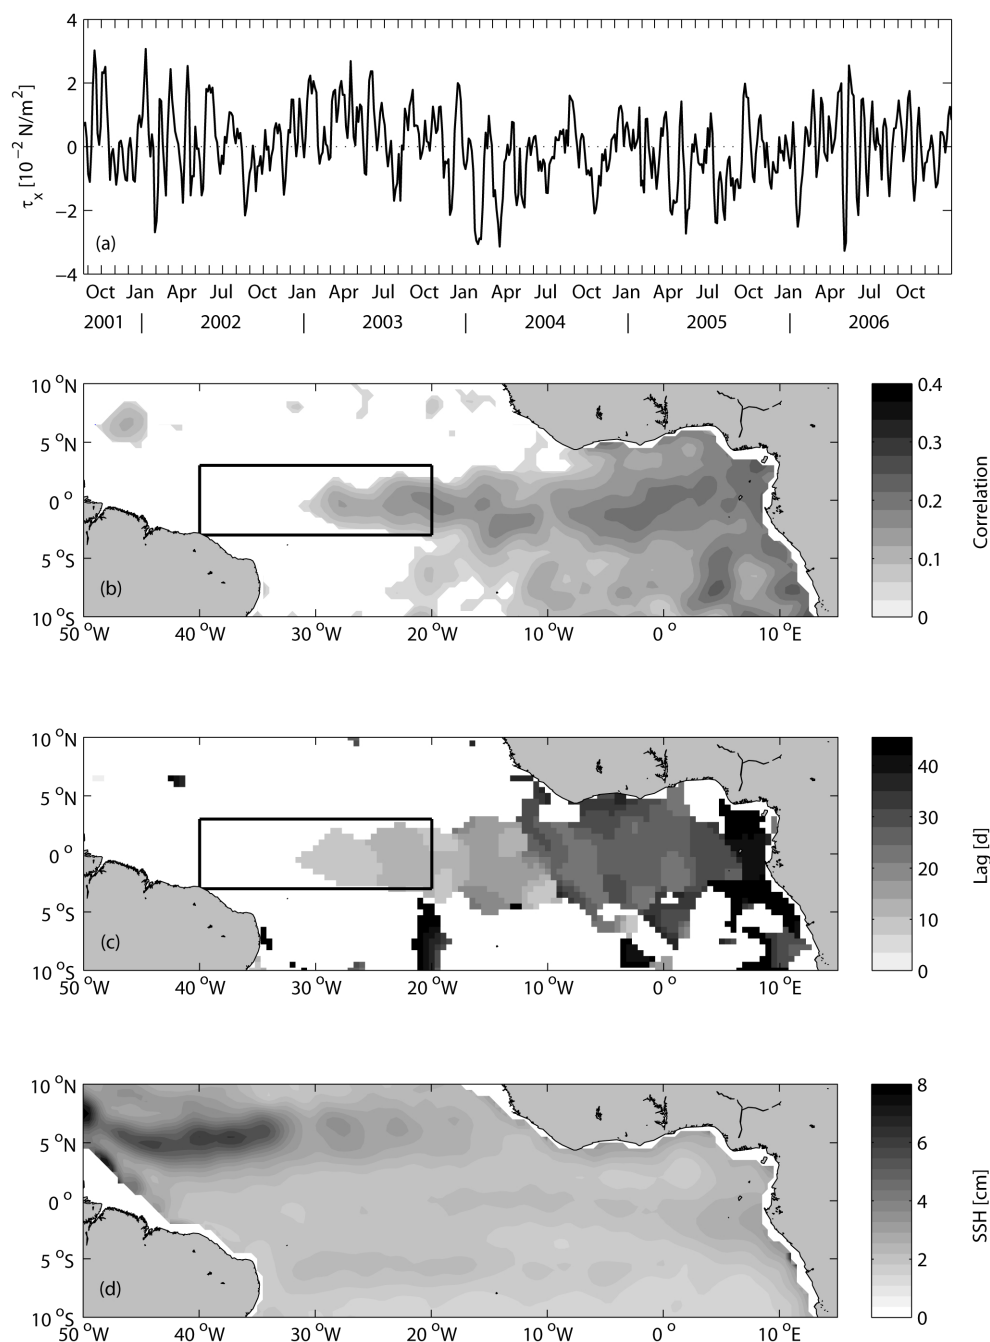 4
2
0
−2
−4
τx [10−2 N/m2]
(a)
Oct Jan Apr Jul Oct Jan Apr Jul Oct Jan Apr Jul Oct Jan Apr Jul Oct Jan Apr Jul Oct
2001 | 2002 | 2003 | 2004 | 2005 | 2006
10 °N
5 °N
0 °
5 °S
10 °S
(b)
50 °W 40 °W 30 °W 20 °W 10 °W 0 ° 10 °E
0.4
0.3
0.2
0.1
0
Correlation
10 °N
5 °N
0 °
5 °S
10 °S
(c)
50 °W 40 °W 30 °W 20 °W 10 °W 0 ° 10 °E
40
30
20
10
0
Lag [d]
10 °N
5 °N
0 °
5 °S
10 °S
(d)
50 °W 40 °W 30 °W 20 °W 10 °W 0 ° 10 °E
8
6
4
2
0
SSH [cm]